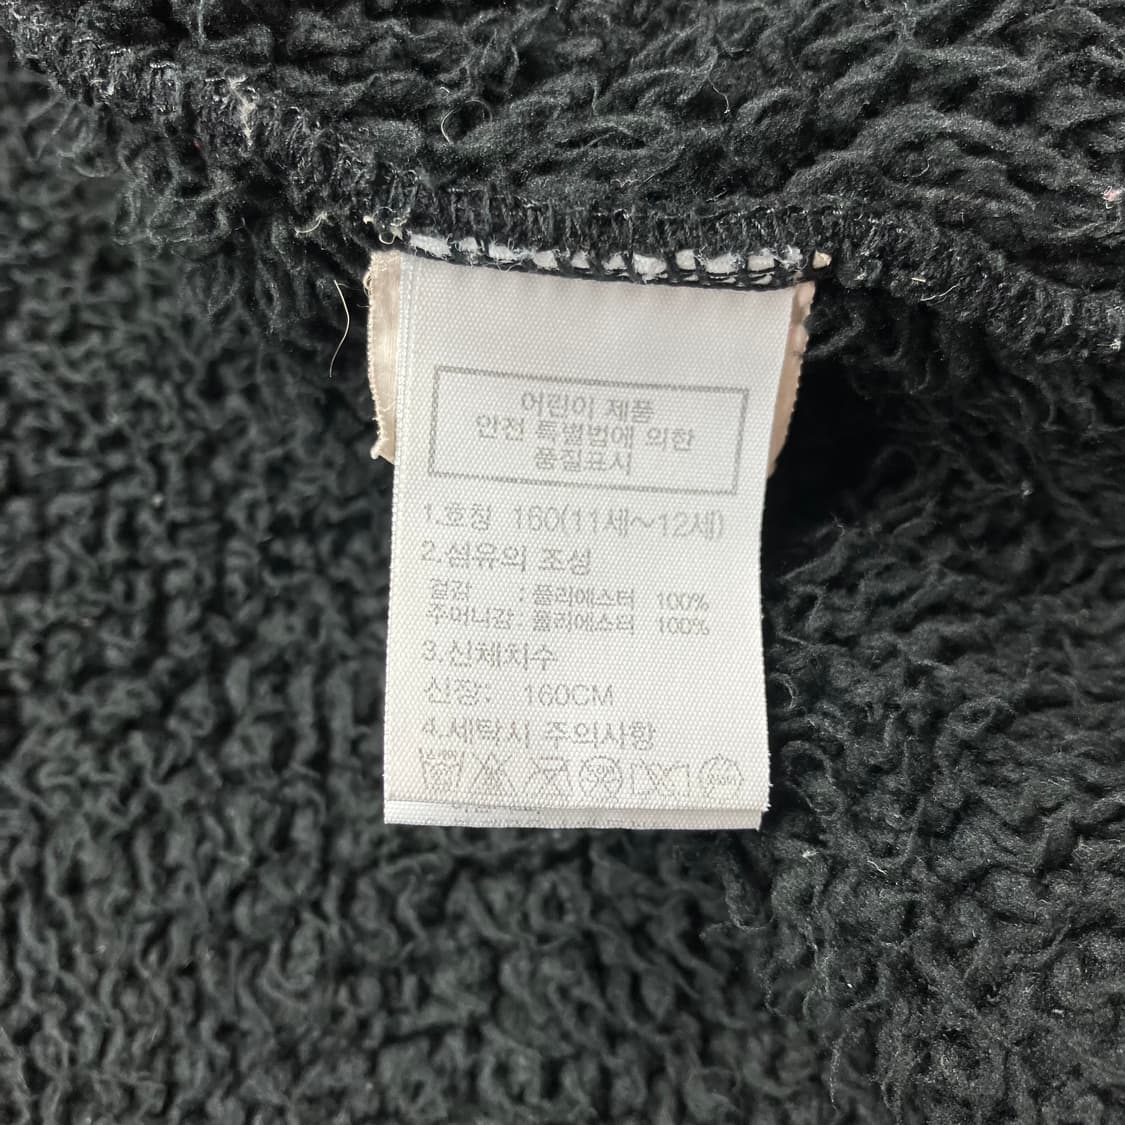 어린이 제품
안전 특별법에 의한
품질표시
1.호칭 160(11세~12세)
2.섬유의 조성
겉감 : 폴리에스터 100%
주머니감 : 폴리에스터 100%
3.신체치수
신장: 160CM
4.세탁시 주의사항